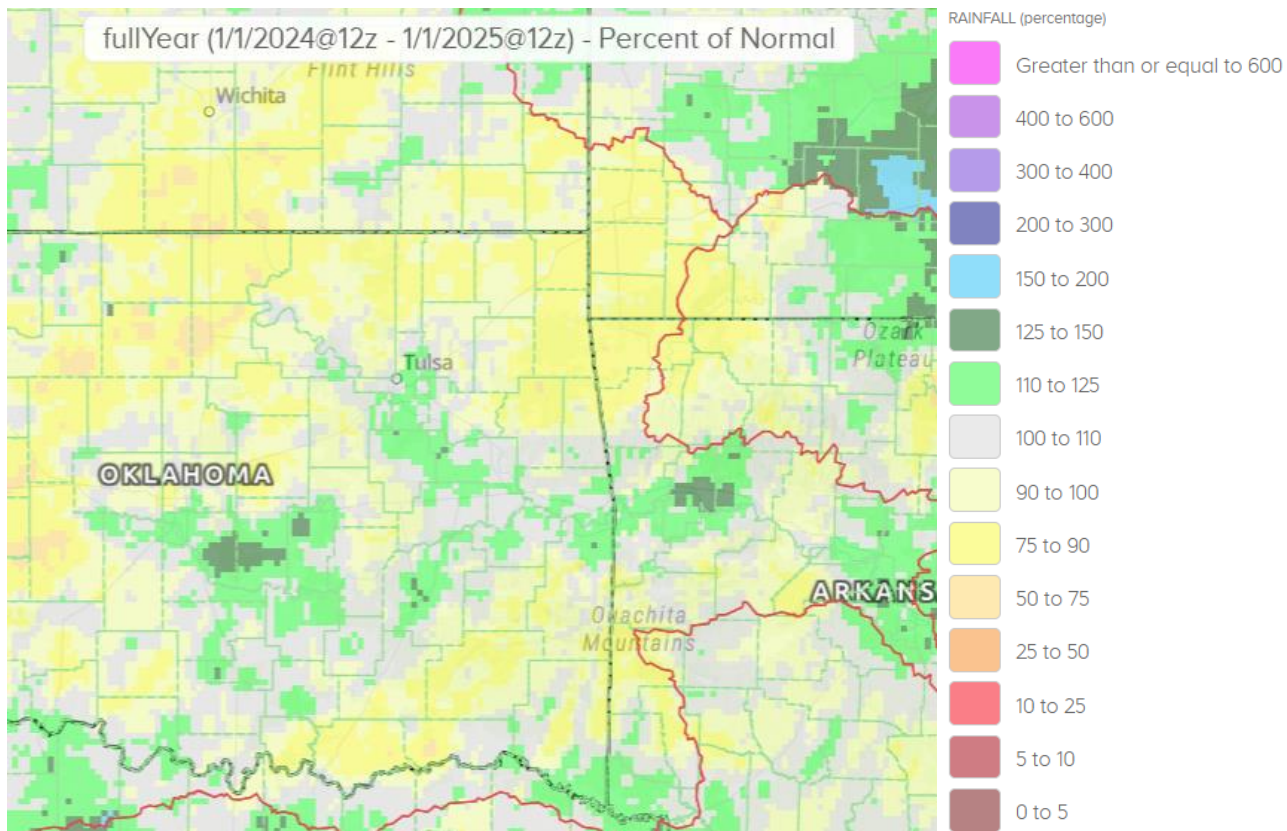 fullYear (1/1/2024@12z - 1/1/2025@12z) - Percent of Normal
Flint Hills
Wichita
Ozark
Plateau
Tulsa
OKLAHOMA
ARKANS
Ouachita
Mountains
RAINFALL (percentage)
Greater than or equal to 600
400 to 600
300 to 400
200 to 300
150 to 200
125 to 150
110 to 125
100 to 110
90 to 100
75 to 90
50 to 75
25 to 50
10 to 25
5 to 10
0 to 5